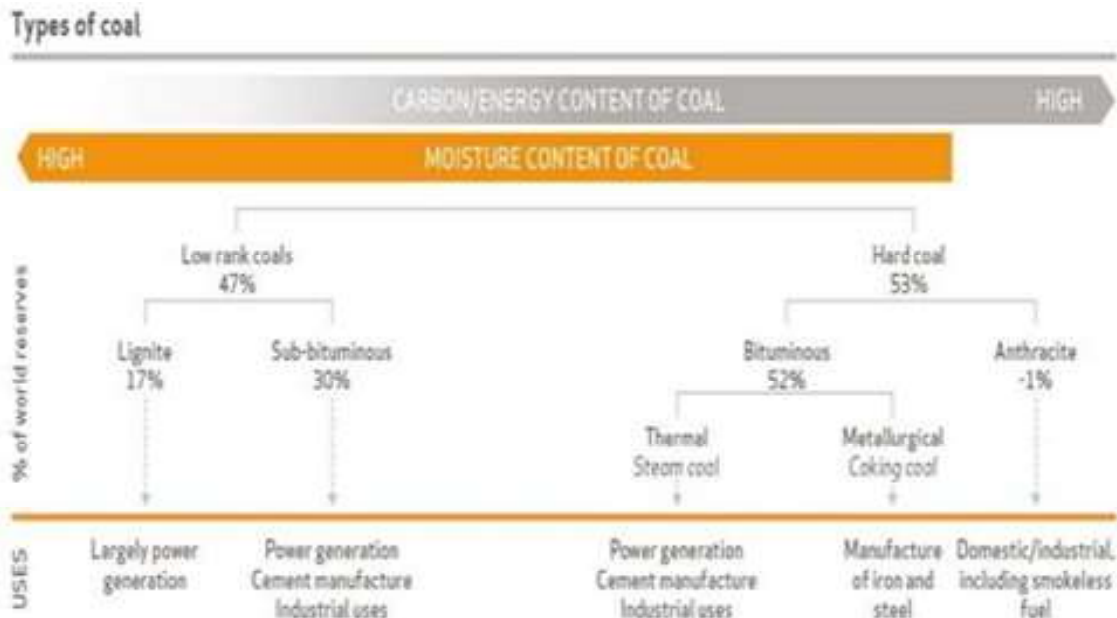 Types of coal
CARBON/ENERGY CONTENT OF COAL HIGH
HIGH MOISTURE CONTENT OF COAL
% of world reserves
Low rank coals
47%
Hard coal
53%
Lignite
17%
Sub-bituminous
30%
Bituminous
52%
Anthracite
-1%
Thermal
Steam coal
Metallurgical
Coking coal
USES
Largely power
generation
Power generation
Cement manufacture
Industrial uses
Power generation
Cement manufacture
Industrial uses
Manufacture
of iron and
steel
Domestic/industrial,
including smokeless
fuel